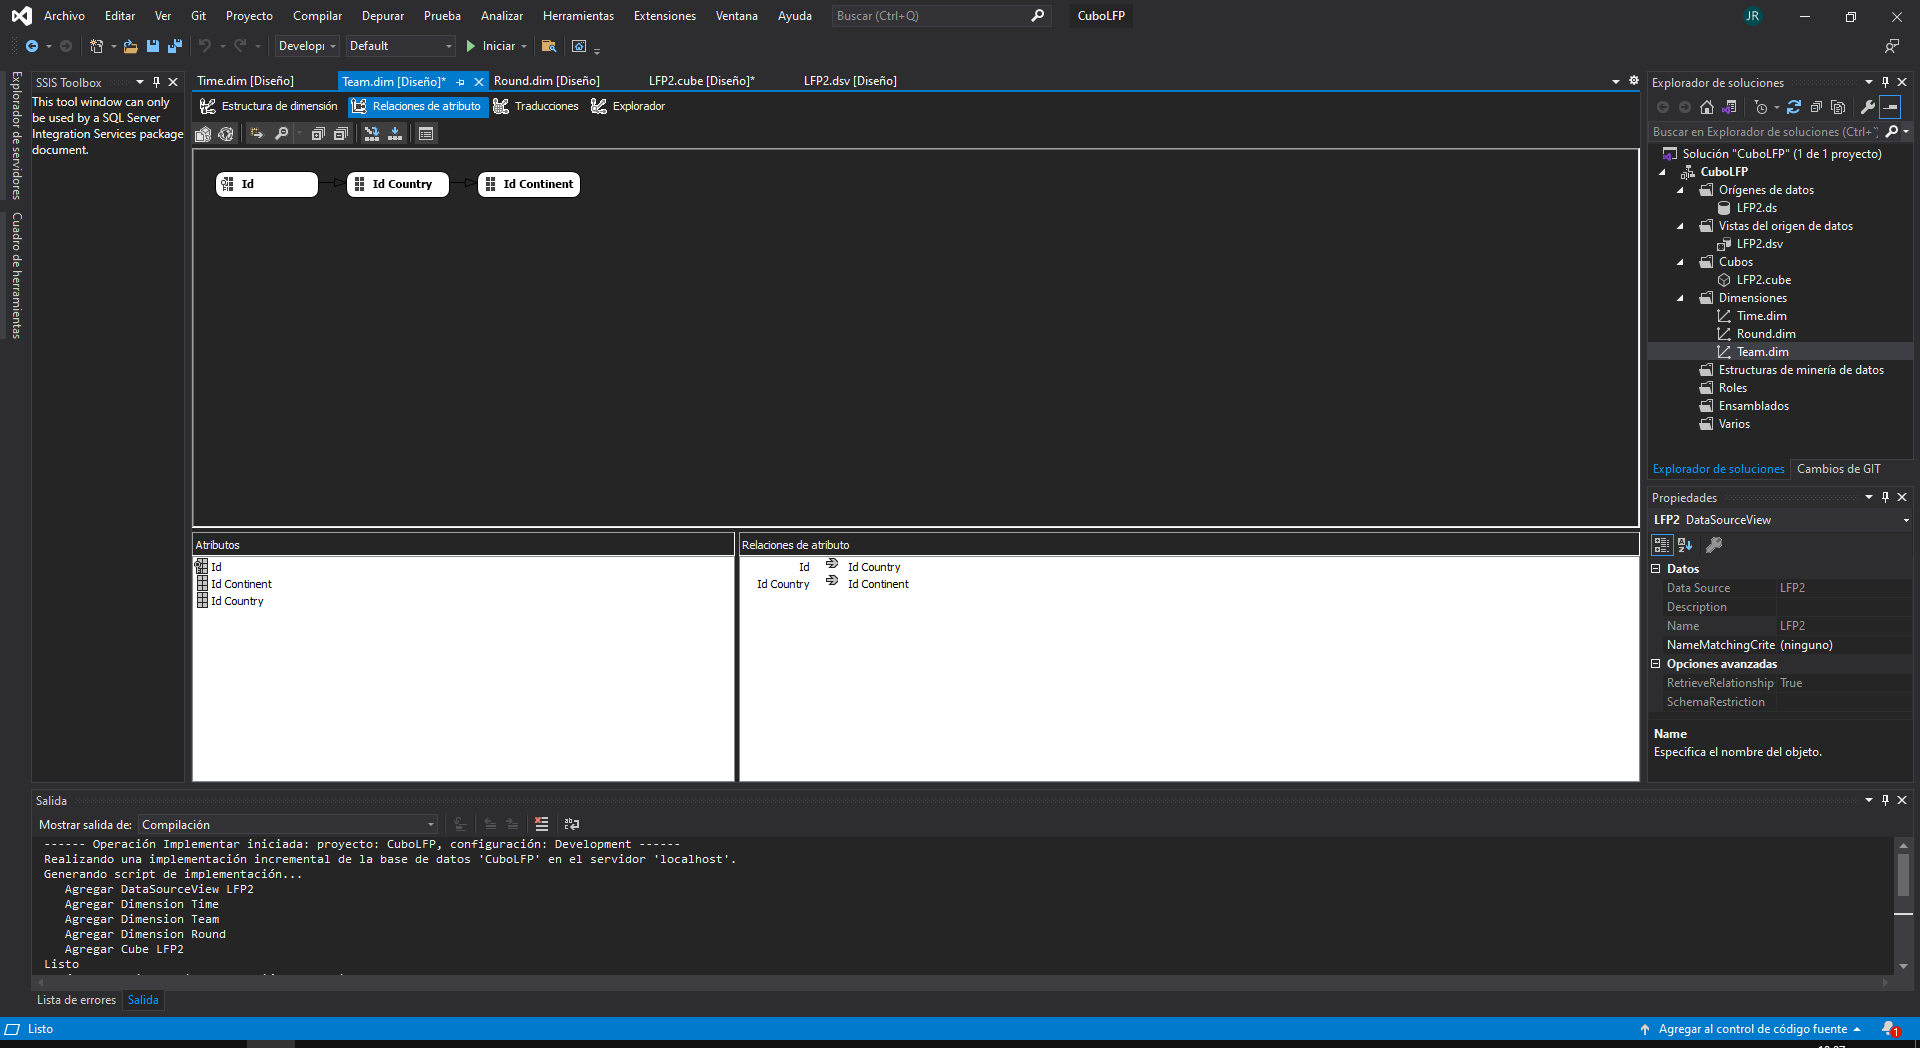 Archivo Editar Ver Git Proyecto Compilar Depurar Prueba Analizar Herramientas Extensiones Ventana Ayuda Buscar (Ctrl+Q) CuboLFP JR
Developı Default Iniciar
Explorador de servidores
Cuadro de herramientas
SSIS Toolbox
This tool window can only
be used by a SQL Server
Integration Services package
document.
Time.dim [Diseño] Team.dim [Diseño]* Round.dim [Diseño] LFP2.cube [Diseño]* LFP2.dsv [Diseño]
Estructura de dimensión Relaciones de atributo Traducciones Explorador
Id Id Country Id Continent
Atributos
Id
Id Continent
Id Country
Relaciones de atributo
Id Id Country
Id Country Id Continent
Explorador de soluciones
Buscar en Explorador de soluciones (Ctrl+
Solución "CuboLFP" (1 de 1 proyecto)
CuboLFP
Orígenes de datos
LFP2.ds
Vistas del origen de datos
LFP2.dsv
Cubos
LFP2.cube
Dimensiones
Time.dim
Round.dim
Team.dim
Estructuras de minería de datos
Roles
Ensamblados
Varios
Explorador de soluciones Cambios de GIT
Propiedades
LFP2 DataSourceView
Datos
Data Source LFP2
Description
Name LFP2
NameMatchingCrite (ninguno)
Opciones avanzadas
RetrieveRelationship True
SchemaRestriction
Name
Especifica el nombre del objeto.
Salida
Mostrar salida de: Compilación
------ Operación Implementar iniciada: proyecto: CuboLFP, configuración: Development ------
Realizando una implementación incremental de la base de datos 'CuboLFP' en el servidor 'localhost'.
Generando script de implementación...
Agregar DataSourceView LFP2
Agregar Dimension Time
Agregar Dimension Team
Agregar Dimension Round
Agregar Cube LFP2
Listo
Lista de errores Salida
Listo Agregar al control de código fuente 1